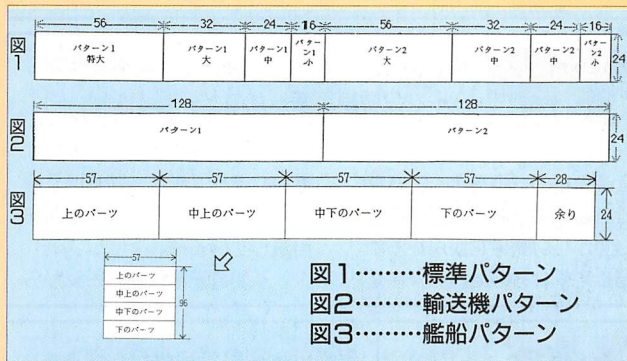 図1
56 32 24 16 56 32 24 16
パターン1 特大
パターン1 大
パターン1 中
パターン1 小
パターン2 大
パターン2 中
パターン2 中
パターン2 小
24
図2
128 128
パターン1 パターン2
24
図3
57 57 57 57 28
上のパーツ 中上のパーツ 中下のパーツ 下のパーツ 余り
24
57
上のパーツ
中上のパーツ
中下のパーツ
下のパーツ
96
図1………標準パターン
図2………輸送機パターン
図3………艦船パターン